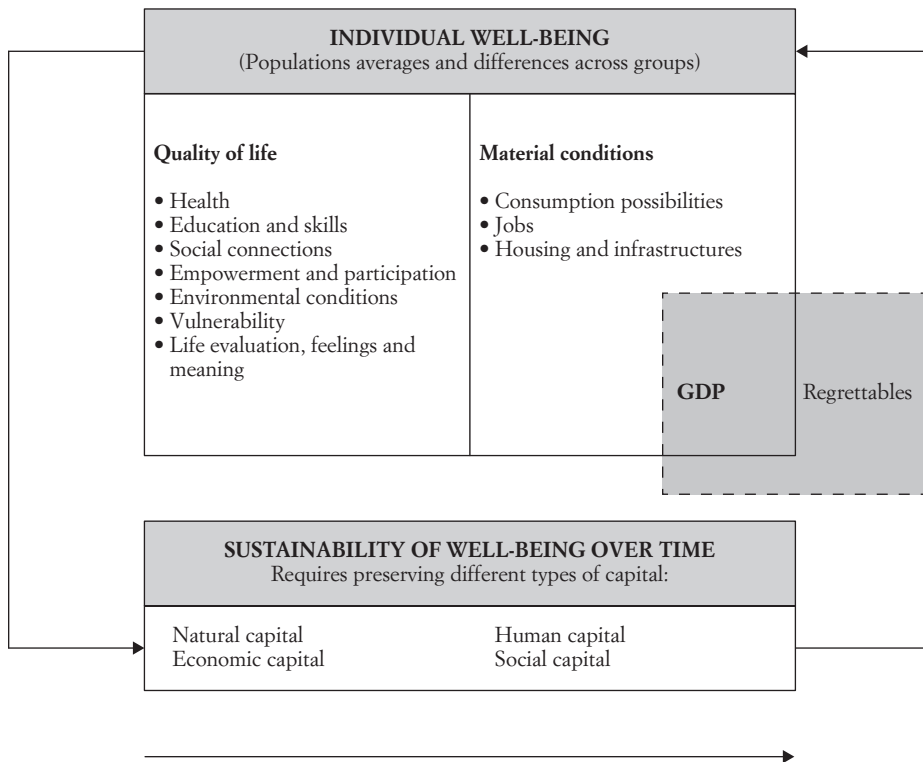 INDIVIDUAL WELL-BEING
(Populations averages and differences across groups)
Quality of life
• Health
• Education and skills
• Social connections
• Empowerment and participation
• Environmental conditions
• Vulnerability
• Life evaluation, feelings and
meaning
Material conditions
• Consumption possibilities
• Jobs
• Housing and infrastructures
GDP
Regrettables
SUSTAINABILITY OF WELL-BEING OVER TIME
Requires preserving different types of capital:
Natural capital
Economic capital
Human capital
Social capital